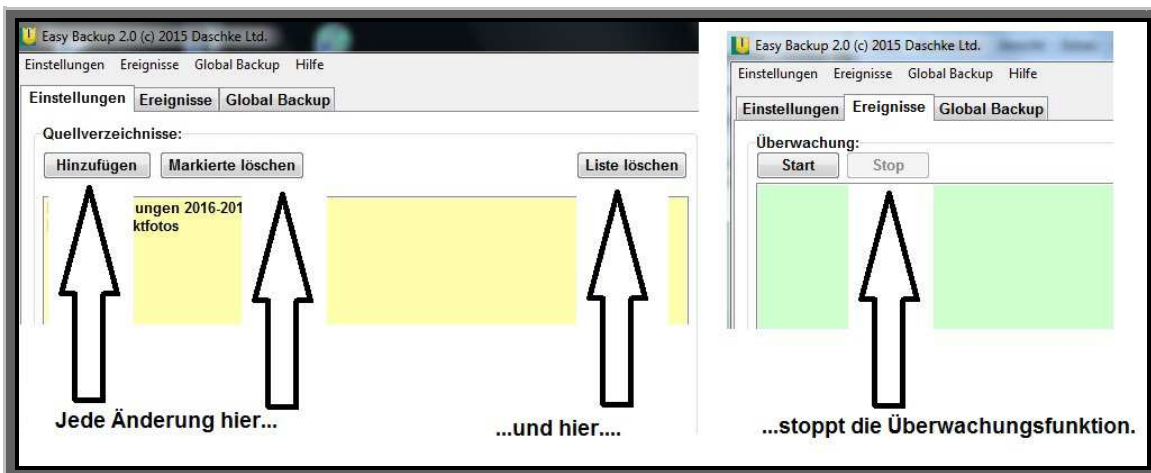 Easy Backup 2.0 (c) 2015 Daschke Ltd.
Einstellungen Ereignisse Global Backup Hilfe
Einstellungen Ereignisse Global Backup
Quellverzeichnisse:
Hinzufügen Markierte löschen Liste löschen
ungen 2016-201
ktfotos
Jede Änderung hier...
...und hier....
Easy Backup 2.0 (c) 2015 Daschke Ltd.
Einstellungen Ereignisse Global Backup Hilfe
Einstellungen Ereignisse Global Backup
Überwachung:
Start Stop
...stoppt die Überwachungsfunktion.